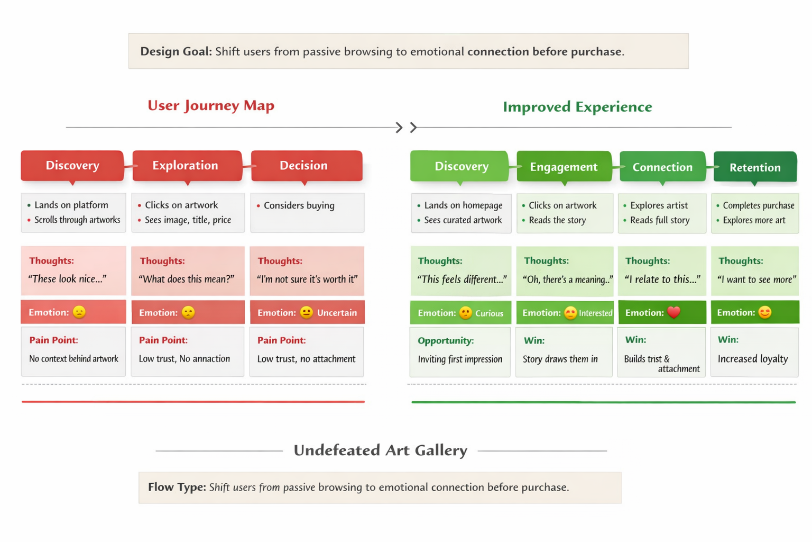 Design Goal: Shift users from passive browsing to emotional connection before purchase.
User Journey Map
Discovery
Exploration
Decision
• Lands on platform
• Scrolls through artworks
• Clicks on artwork
• Sees image, title, price
• Considers buying
Thoughts:
“These look nice...”
Thoughts:
“What does this mean?”
Thoughts:
“I'm not sure it's worth it”
Emotion:
Emotion:
Emotion: Uncertain
Pain Point:
No context behind artwork
Pain Point:
Low trust, No annaction
Pain Point:
Low trust, no attachment
Improved Experience
Discovery
Engagement
Connection
Retention
• Lands on homepage
• Sees curated artwork
• Clicks on artwork
• Reads the story
• Explores artist
• Reads full story
• Completes purchase
• Explores more art
Thoughts:
“This feels different...”
Thoughts:
“Oh, there's a meaning..”
Thoughts:
“I relate to this...”
Thoughts:
“I want to see more”
Emotion: Curious
Emotion: Interested
Emotion:
Emotion:
Opportunity:
Inviting first impression
Win:
Story draws them in
Win:
Builds trist &
attachment
Win:
Increased loyalty
Undefeated Art Gallery
Flow Type: Shift users from passive browsing to emotional connection before purchase.